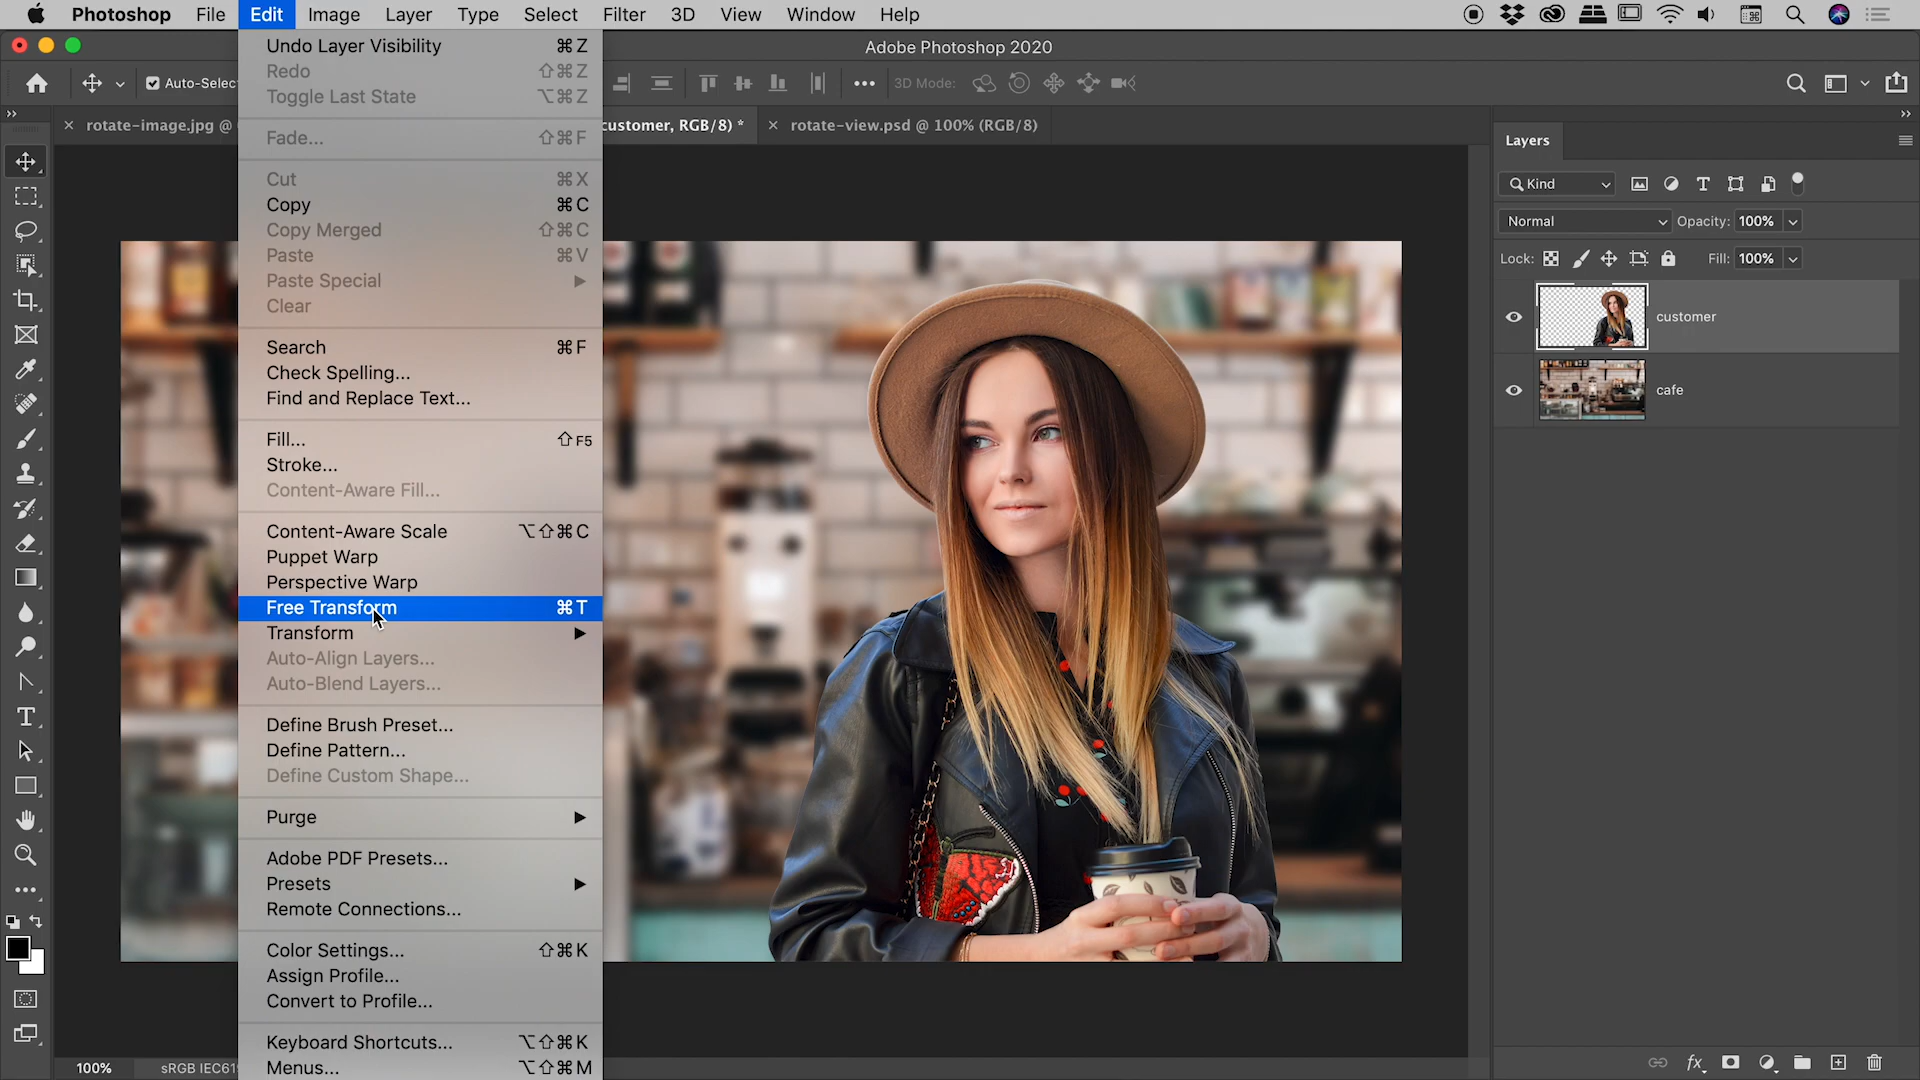 Photoshop File Edit Image Layer Type Select Filter 3D View Window Help
Adobe Photoshop 2020
Auto-Selec
3D Mode:
rotate-image.jpg @
customer, RGB/8) *
rotate-view.psd @ 100% (RGB/8)
Undo Layer Visibility ⌘Z
Redo ⇧⌘Z
Toggle Last State ⌥⌘Z
Fade... ⇧⌘F
Cut ⌘X
Copy ⌘C
Copy Merged ⇧⌘C
Paste ⌘V
Paste Special
Clear
Search ⌘F
Check Spelling...
Find and Replace Text...
Fill... ⇧F5
Stroke...
Content-Aware Fill...
Content-Aware Scale ⌥⇧⌘C
Puppet Warp
Perspective Warp
Free Transform ⌘T
Transform
Auto-Align Layers...
Auto-Blend Layers...
Define Brush Preset...
Define Pattern...
Define Custom Shape...
Purge
Adobe PDF Presets...
Presets
Remote Connections...
Color Settings... ⇧⌘K
Assign Profile...
Convert to Profile...
Keyboard Shortcuts... ⌥⇧⌘K
Menus... ⌥⇧⌘M
100% sRGB IEC61
Layers
Kind
Normal Opacity: 100%
Lock: Fill: 100%
customer
cafe
fx